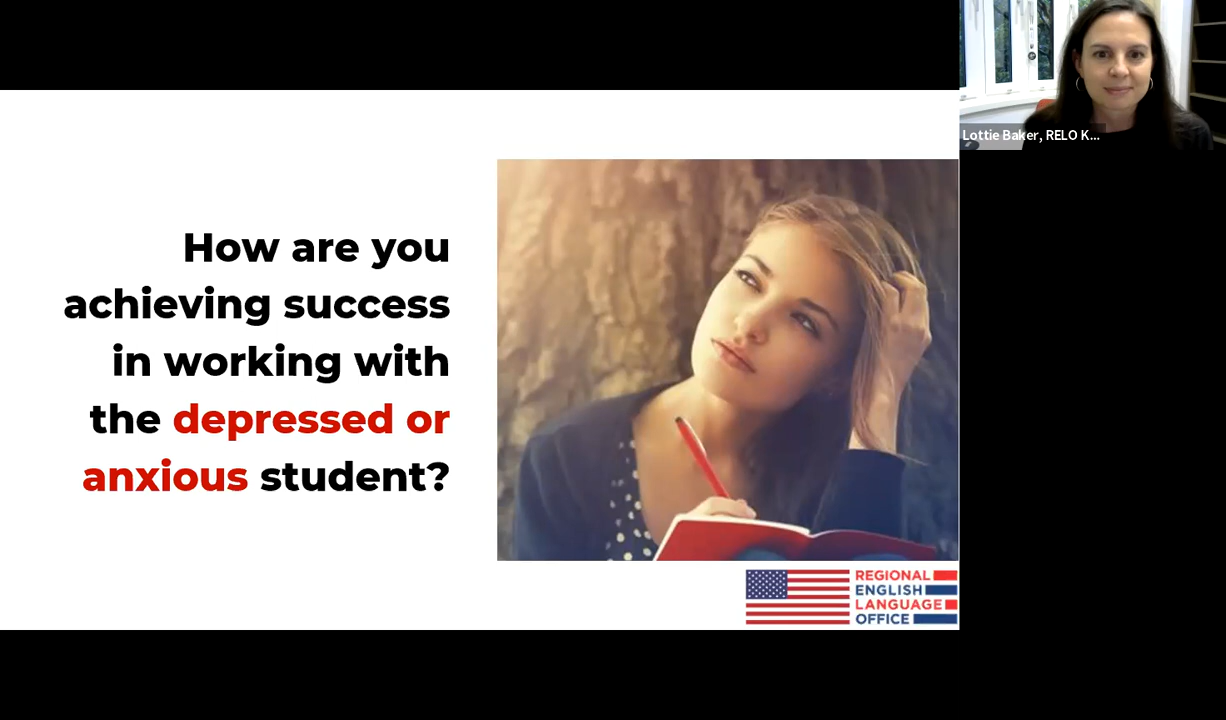 Lottie Baker, RELO K...
How are you
achieving success
in working with
the depressed or
anxious student?
REGIONAL
ENGLISH
LANGUAGE
OFFICE